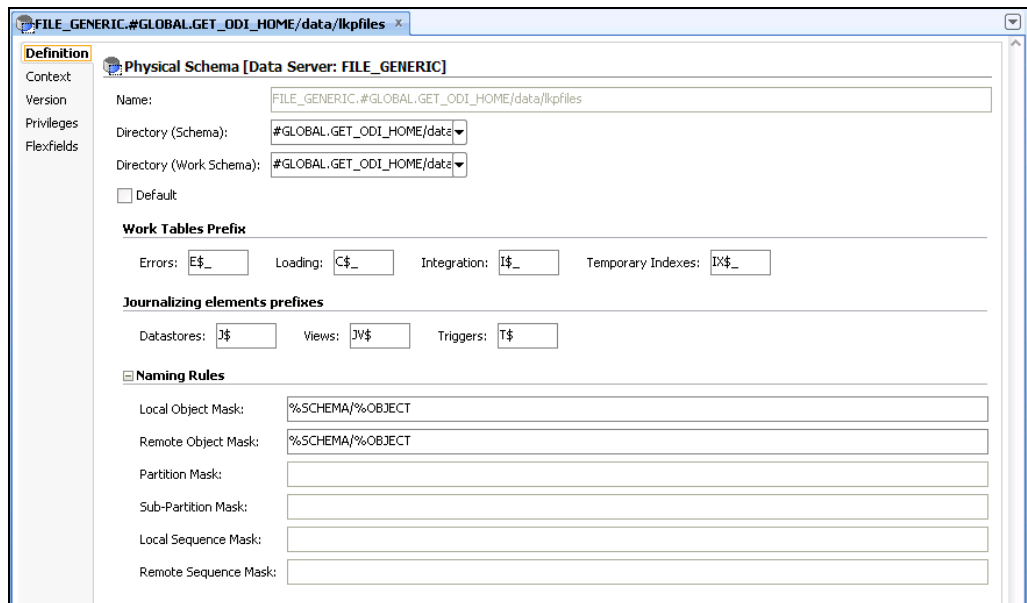 FILE_GENERIC.#GLOBAL.GET_ODI_HOME/data/lkpfiles x
Definition
Context
Version
Privileges
Flexfields
Physical Schema [Data Server: FILE_GENERIC]
Name: FILE_GENERIC.#GLOBAL.GET_ODI_HOME/data/lkpfiles
Directory (Schema): #GLOBAL.GET_ODI_HOME/data
Directory (Work Schema): #GLOBAL.GET_ODI_HOME/data
Default
Work Tables Prefix
Errors: E$_ Loading: C$_ Integration: I$_ Temporary Indexes: IX$_
Journalizing elements prefixes
Datastores: J$ Views: JV$ Triggers: T$
Naming Rules
Local Object Mask: %SCHEMA/%OBJECT
Remote Object Mask: %SCHEMA/%OBJECT
Partition Mask:
Sub-Partition Mask:
Local Sequence Mask:
Remote Sequence Mask: